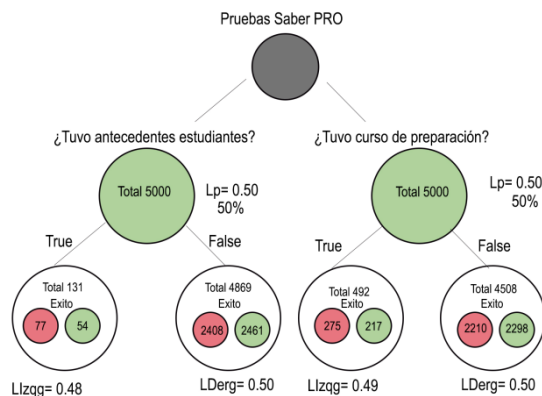 Pruebas Saber PRO
¿Tuvo antecedentes estudiantes?
¿Tuvo curso de preparación?
Total 5000
Lp= 0.50
50%
Total 5000
Lp= 0.50
50%
True
False
True
False
Total 131
Exito
77
54
Total 4869
Exito
2408
2461
Total 492
Exito
275
217
Total 4508
Exito
2210
2298
LIzqg= 0.48
LDerg= 0.50
LIzqg= 0.49
LDerg= 0.50